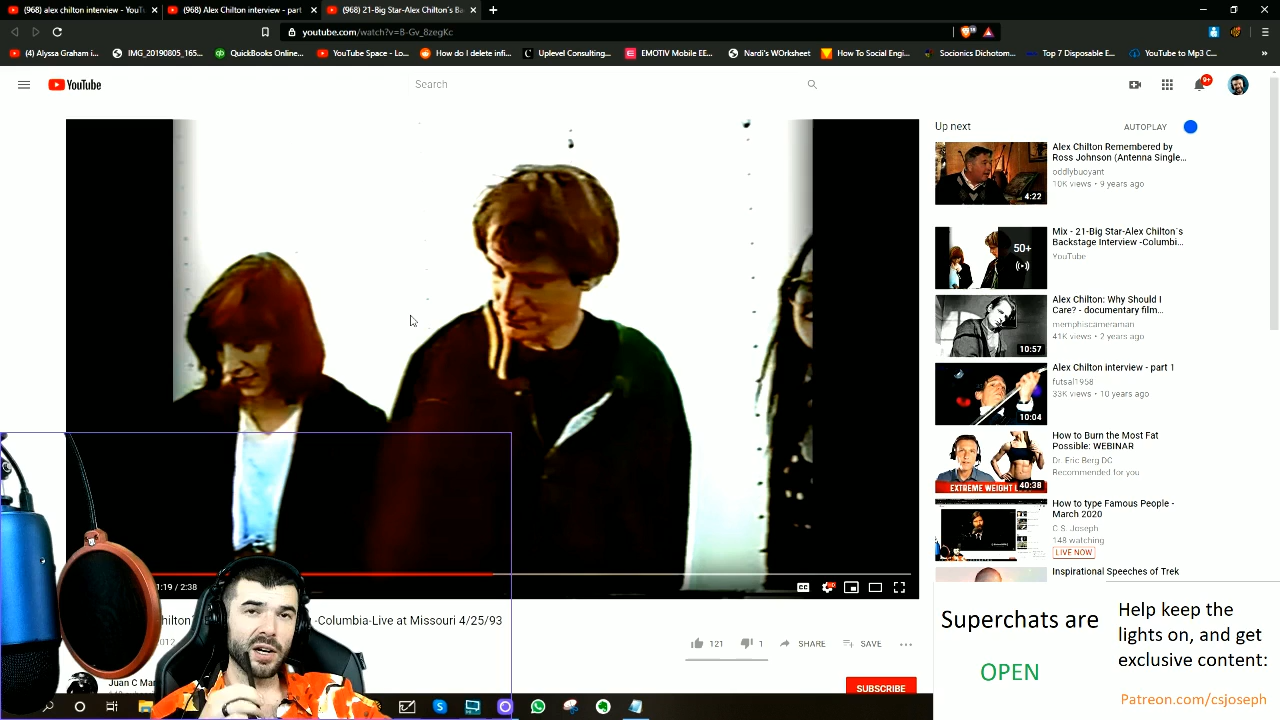 (968) alex chilton interview - YouT
(968) Alex Chilton interview - part
(968) 21-Big Star-Alex Chilton´s Ba
youtube.com/watch?v=B-Gv_8zegKc
(4) Alyssa Graham i...
IMG_20190805_165...
QuickBooks Online...
YouTube Space - Lo...
How do I delete infi...
Uplevel Consulting...
EMOTIV Mobile EE...
Nardi's WOrksheet
How To Social Engi...
Socionics Dichotom...
Top 7 Disposable E...
YouTube to Mp3 C...
YouTube
Search
9+
Up next
AUTOPLAY
Alex Chilton Remembered by
Ross Johnson (Antenna Single...
oddlybuoyant
10K views • 9 years ago
4:22
Mix - 21-Big Star-Alex Chilton´s
Backstage Interview -Columbi...
YouTube
50+
Alex Chilton: Why Should I
Care? - documentary film...
memphiscameraman
41K views • 2 years ago
10:57
Alex Chilton interview - part 1
futsal1958
33K views • 10 years ago
10:04
How to Burn the Most Fat
Possible: WEBINAR
Dr. Eric Berg DC
Recommended for you
EXTREME WEIGHT L
40:38
How to type Famous People -
March 2020
C.S. Joseph
148 watching
LIVE NOW
Inspirational Speeches of Trek
1:19 / 2:38
hilton´
-Columbia-Live at Missouri 4/25/93
2012
121
1
SHARE
SAVE
Juan C Mar
SUBSCRIBE
Superchats are
OPEN
Help keep the
lights on, and get
exclusive content:
Patreon.com/csjoseph